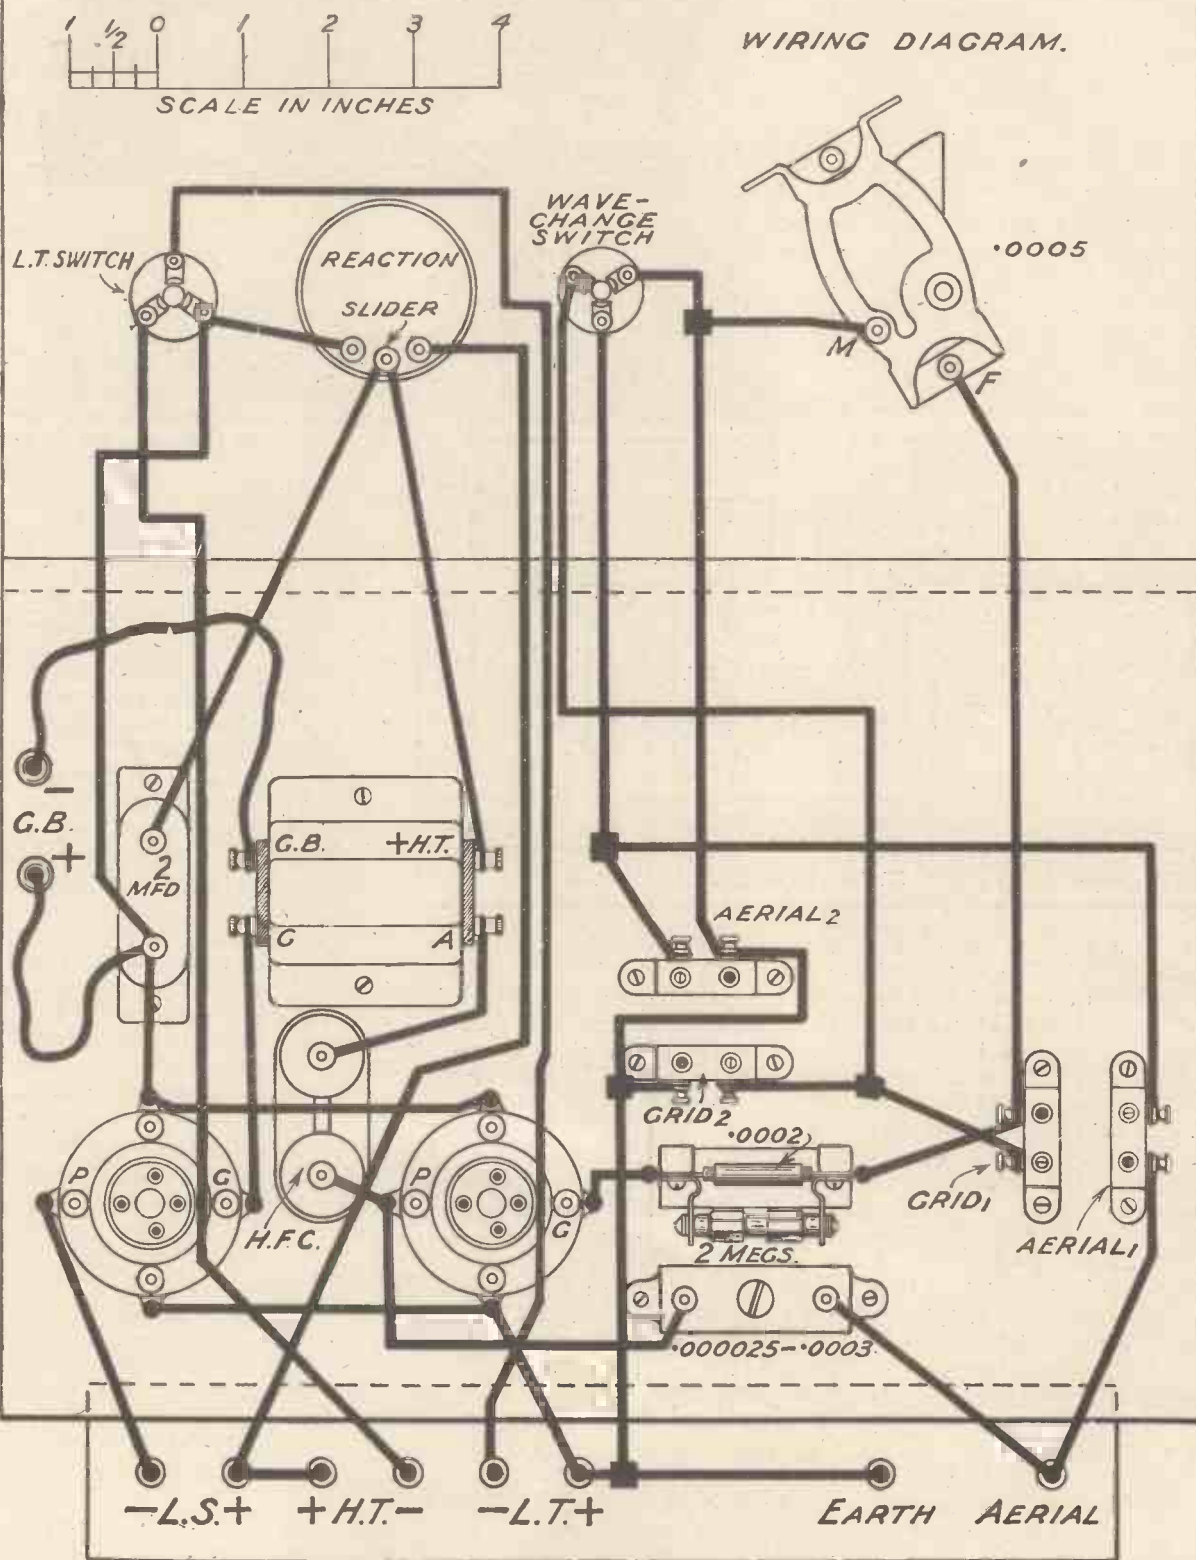 1 1/2 0 1 2 3 4
SCALE IN INCHES
WIRING DIAGRAM.
WAVE-
CHANGE
SWITCH
L.T. SWITCH
REACTION
SLIDER
·0005
M
F
-
G.B.
+
2
MFD
G.B. +H.T.
G A
AERIAL 2
GRID 2
·0002
P G
P G
H.F.C.
2 MEGS.
GRID 1
AERIAL 1
·000025-·0003
-L.S.+ +H.T.- -L.T.+ EARTH AERIAL